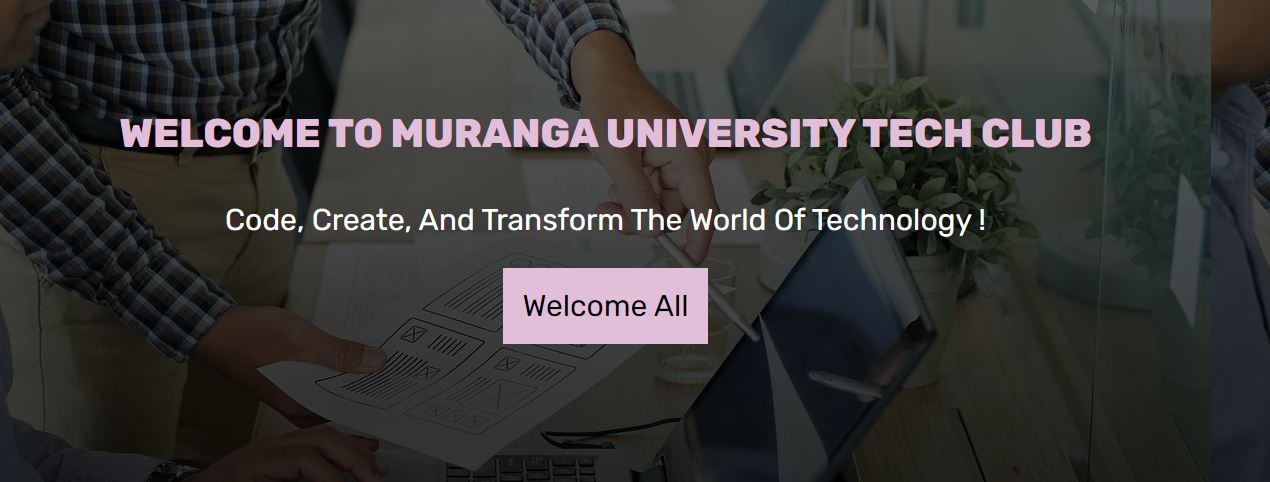 WELCOME TO MURANGA UNIVERSITY TECH CLUB
Code, Create, And Transform The World Of Technology !
Welcome All